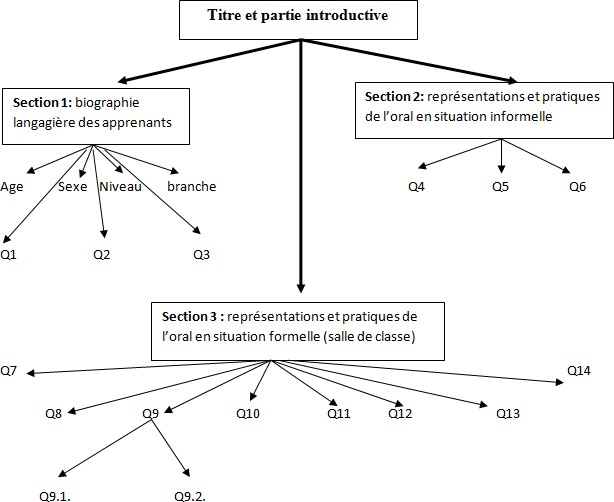 Titre et partie introductive
Section 1: biographie
langagière des apprenants
Section 2: représentations et pratiques
de l'oral en situation informelle
Age Sexe Niveau branche
Q4 Q5 Q6
Q1 Q2 Q3
Section 3 : représentations et pratiques de
l'oral en situation formelle (salle de classe)
Q7 Q14
Q8 Q9 Q10 Q11 Q12 Q13
Q9.1. Q9.2.